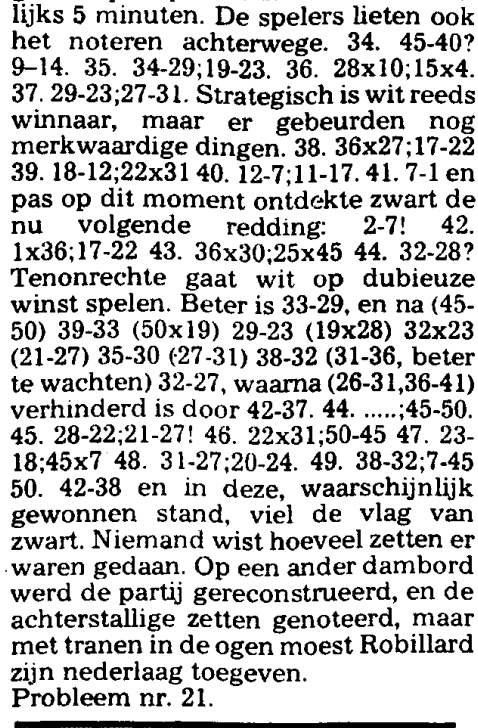 lijks 5 minuten. De spelers lieten ook
het noteren achterwege. 34. 45-40?
9-14. 35. 34-29;19-23. 36. 28x10;15x4.
37. 29-23;27-31. Strategisch is wit reeds
winnaar, maar er gebeurden nog
merkwaardige dingen. 38. 36x27;17-22
39. 18-12;22x31 40. 12-7;11-17. 41. 7-1 en
pas op dit moment ontdekte zwart de
nu volgende redding: 2-7! 42.
1x36;17-22 43. 36x30;25x45 44. 32-28?
Tenonrechte gaat wit op dubieuze
winst spelen. Beter is 33-29, en na (45-
50) 39-33 (50x19) 29-23 (19x28) 32x23
(21-27) 35-30 (27-31) 38-32 (31-36, beter
te wachten) 32-27, waarna (26-31,36-41)
verhinderd is door 42-37. 44. .....;45-50.
45. 28-22;21-27! 46. 22x31;50-45 47. 23-
18;45x7 48. 31-27;20-24. 49. 38-32;7-45
50. 42-38 en in deze, waarschijnlijk
gewonnen stand, viel de vlag van
zwart. Niemand wist hoeveel zetten er
waren gedaan. Op een ander dambord
werd de partij gereconstrueerd, en de
achterstallige zetten genoteerd, maar
met tranen in de ogen moest Robillard
zijn nederlaag toegeven.
Probleem nr. 21.